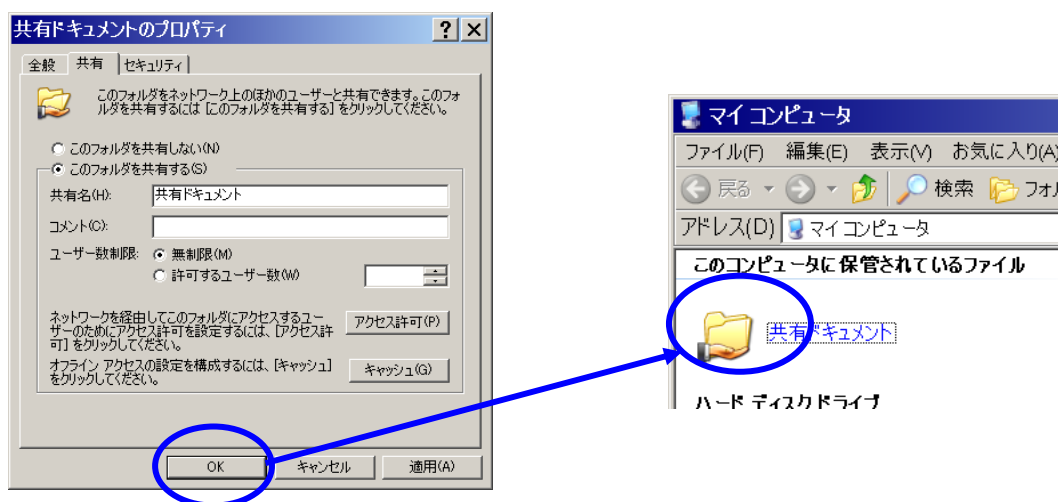 共有ドキュメントのプロパティ
全般 共有 セキュリティ
このフォルダをネットワーク上のほかのユーザーと共有できます。このフォ
ルダを共有するには [このフォルダを共有する] をクリックしてください。
このフォルダを共有しない(N)
このフォルダを共有する(S)
共有名(H): 共有ドキュメント
コメント(C):
ユーザー数制限: 無制限(M)
許可するユーザー数(W)
ネットワークを経由してこのフォルダにアクセスするユー
ザーのためにアクセス許可を設定するには、[アクセス許
可] をクリックしてください。
アクセス許可(P)
オフライン アクセスの設定を構成するには、[キャッシュ]
をクリックしてください。
キャッシュ(G)
OK キャンセル 適用(A)
マイ コンピュータ
ファイル(F) 編集(E) 表示(V) お気に入り(A)
戻る 検索 フォル
アドレス(D) マイ コンピュータ
このコンピュータに保管されているファイル
共有ドキュメント
ハード ディスク ドライブ